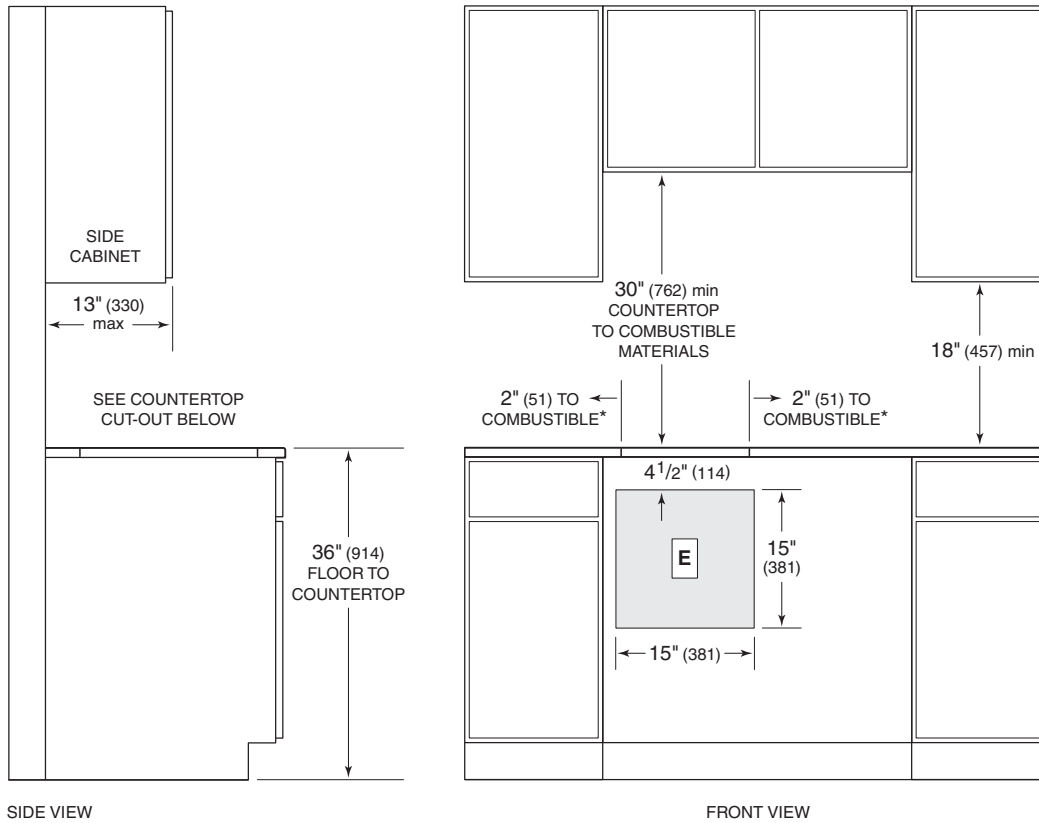 SIDE
CABINET
13" (330)
max
SEE COUNTERTOP
CUT-OUT BELOW
36" (914)
FLOOR TO
COUNTERTOP
SIDE VIEW
30" (762) min
COUNTERTOP
TO COMBUSTIBLE
MATERIALS
18" (457) min
2" (51) TO
COMBUSTIBLE*
2" (51) TO
COMBUSTIBLE*
4 1/2" (114)
E
15"
(381)
15" (381)
FRONT VIEW